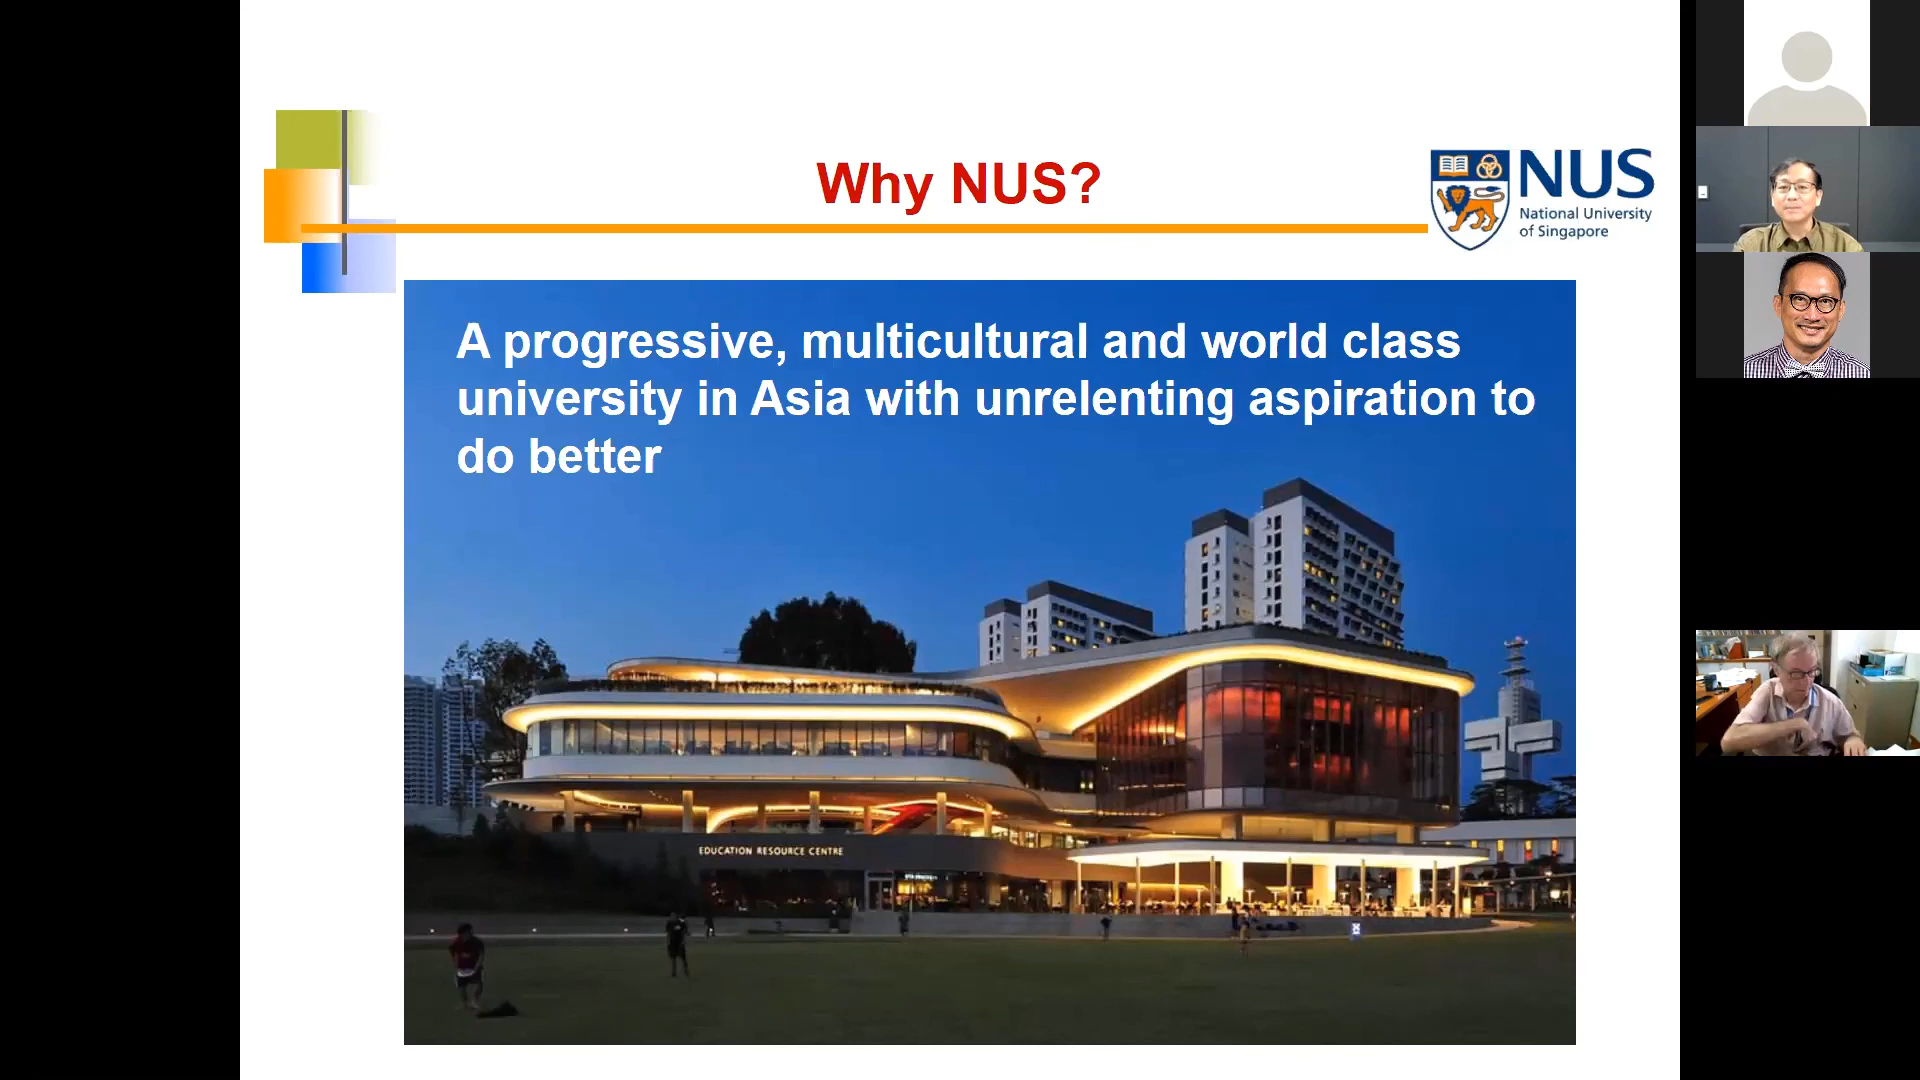 Why NUS?
NUS
National University
of Singapore
A progressive, multicultural and world class
university in Asia with unrelenting aspiration to
do better
EDUCATION RESOURCE CENTRE